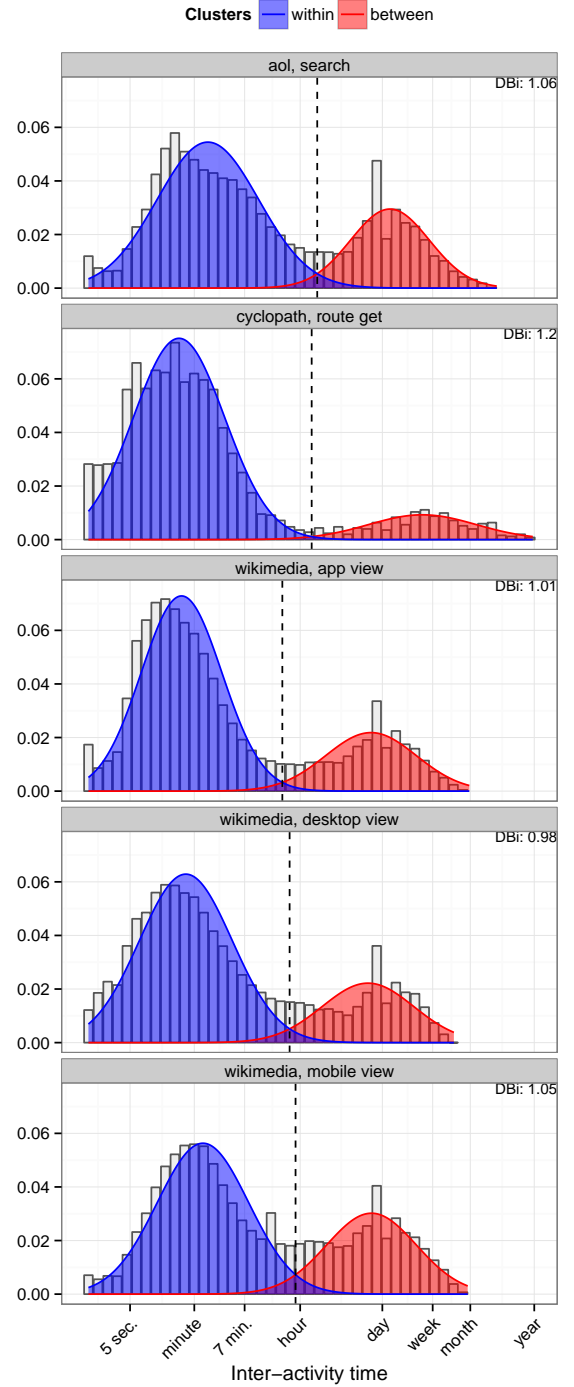 Clusters within between
aol, search
DBi: 1.06
0.06
0.04
0.02
0.00
cyclopath, route get
DBi: 1.2
0.06
0.04
0.02
0.00
wikimedia, app view
DBi: 1.01
0.06
0.04
0.02
0.00
wikimedia, desktop view
DBi: 0.98
0.06
0.04
0.02
0.00
wikimedia, mobile view
DBi: 1.05
0.06
0.04
0.02
0.00
5 sec. minute 7 min. hour day week month year
Inter−activity time